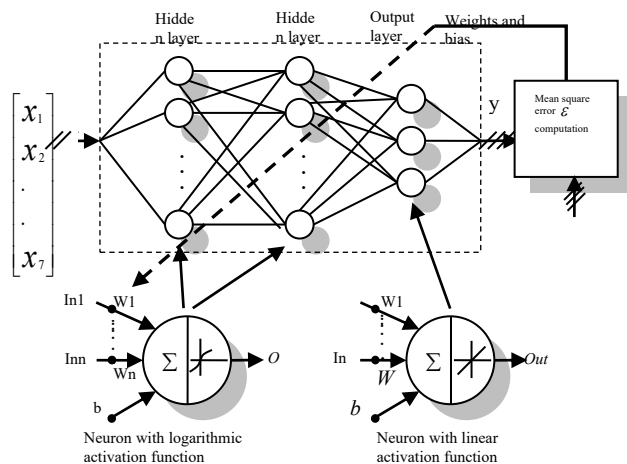 Hidde
n layer
Hidde
n layer
Output
layer
Weights and
bias
x1
x2
.
.
x7
y
Mean square
error ε
computation
In1
W1
Inn
Wn
b
Σ
O
W1
In
W
b
Σ
Out
Neuron with logarithmic
activation function
Neuron with linear
activation function